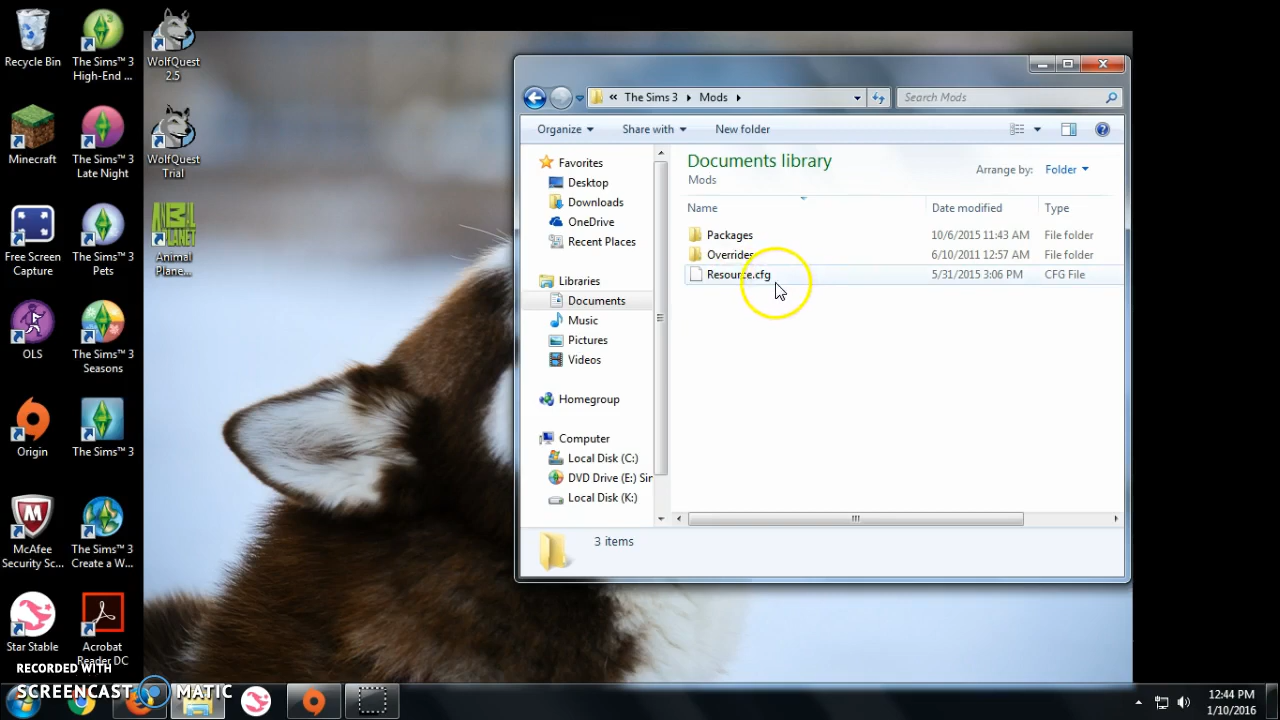 Recycle Bin
The Sims™ 3
High-End ...
WolfQuest
2.5
Minecraft
The Sims™ 3
Late Night
WolfQuest
Trial
Free Screen
Capture
The Sims™ 3
Pets
Animal
Plane...
OLS
The Sims™ 3
Seasons
Origin
The Sims™ 3
McAfee
Security Sc...
The Sims™ 3
Create a W...
Star Stable
Acrobat
Reader DC
« The Sims 3 Mods
Search Mods
Organize Share with New folder
Favorites
Desktop
Downloads
OneDrive
Recent Places
Libraries
Documents
Music
Pictures
Videos
Homegroup
Computer
Local Disk (C:)
DVD Drive (E:) Sir
Local Disk (K:)
Documents library
Mods
Arrange by: Folder
Name Date modified Type
Packages 10/6/2015 11:43 AM File folder
Overrides 6/10/2011 12:57 AM File folder
Resource.cfg 5/31/2015 3:06 PM CFG File
3 items
RECORDED WITH
SCREENCAST MATIC
12:44 PM
1/10/2016